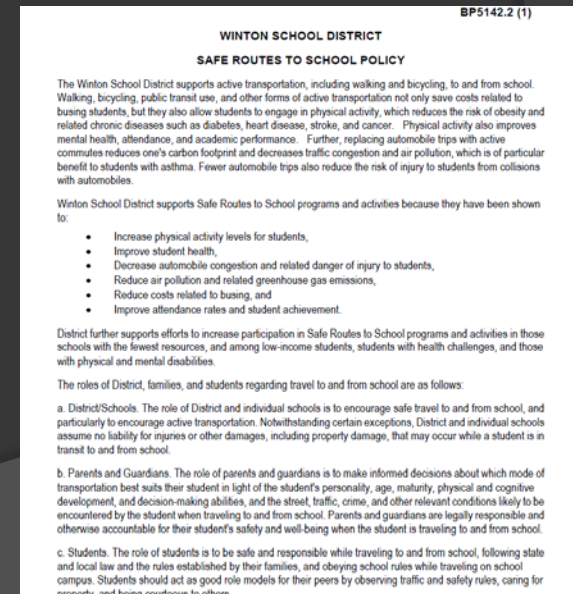 BP5142.2 (1)
WINTON SCHOOL DISTRICT
SAFE ROUTES TO SCHOOL POLICY
The Winton School District supports active transportation, including walking and bicycling, to and from school.
Walking, bicycling, public transit use, and other forms of active transportation not only save costs related to
busing students, but they also allow students to engage in physical activity, which reduces the risk of obesity and
related chronic diseases such as diabetes, heart disease, stroke, and cancer. Physical activity also improves
mental health, attendance, and academic performance. Further, replacing automobile trips with active
commutes reduces one's carbon footprint and decreases traffic congestion and air pollution, which is of particular
benefit to students with asthma. Fewer automobile trips also reduce the risk of injury to students from collisions
with automobiles.
Winton School District supports Safe Routes to School programs and activities because they have been shown
to:
• Increase physical activity levels for students,
• Improve student health,
• Decrease automobile congestion and related danger of injury to students,
• Reduce air pollution and related greenhouse gas emissions,
• Reduce costs related to busing, and
• Improve attendance rates and student achievement.
District further supports efforts to increase participation in Safe Routes to School programs and activities in those
schools with the fewest resources, and among low-income students, students with health challenges, and those
with physical and mental disabilities.
The roles of District, families, and students regarding travel to and from school are as follows:
a. District/Schools. The role of District and individual schools is to encourage safe travel to and from school, and
particularly to encourage active transportation. Notwithstanding certain exceptions, District and individual schools
assume no liability for injuries or other damages, including property damage, that may occur while a student is in
transit to and from school.
b. Parents and Guardians. The role of parents and guardians is to make informed decisions about which mode of
transportation best suits their student in light of the student's personality, age, maturity, physical and cognitive
development, and decision-making abilities, and the street, traffic, crime, and other relevant conditions likely to be
encountered by the student when traveling to and from school. Parents and guardians are legally responsible and
otherwise accountable for their student's safety and well-being when the student is traveling to and from school.
c. Students. The role of students is to be safe and responsible while traveling to and from school, following state
and local law and the rules established by their families, and obeying school rules while traveling on school
campus. Students should act as good role models for their peers by observing traffic and safety rules, caring for
property, and being courteous to others.